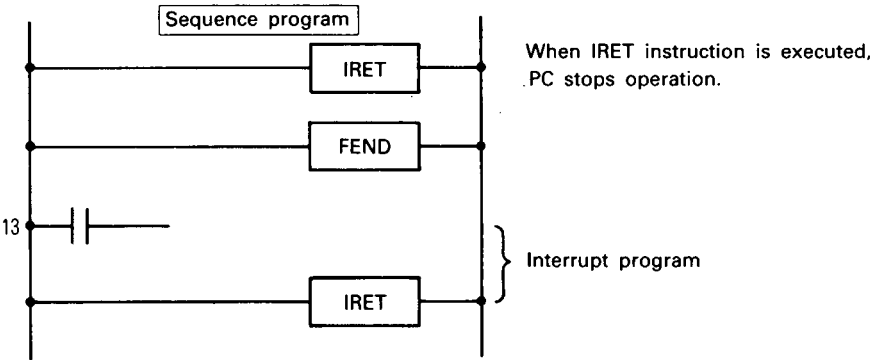 Sequence program
IRET
When IRET instruction is executed,
PC stops operation.
FEND
13
Interrupt program
IRET